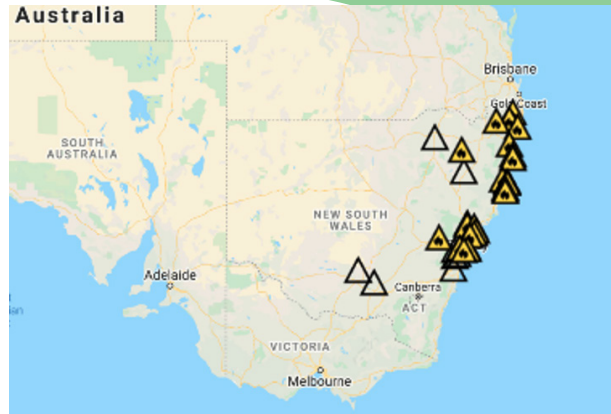 Australia
Brisbane
Gold Coast
SOUTH
AUSTRALIA
NEW SOUTH
WALES
Adelaide
Canberra
ACT
VICTORIA
Melbourne